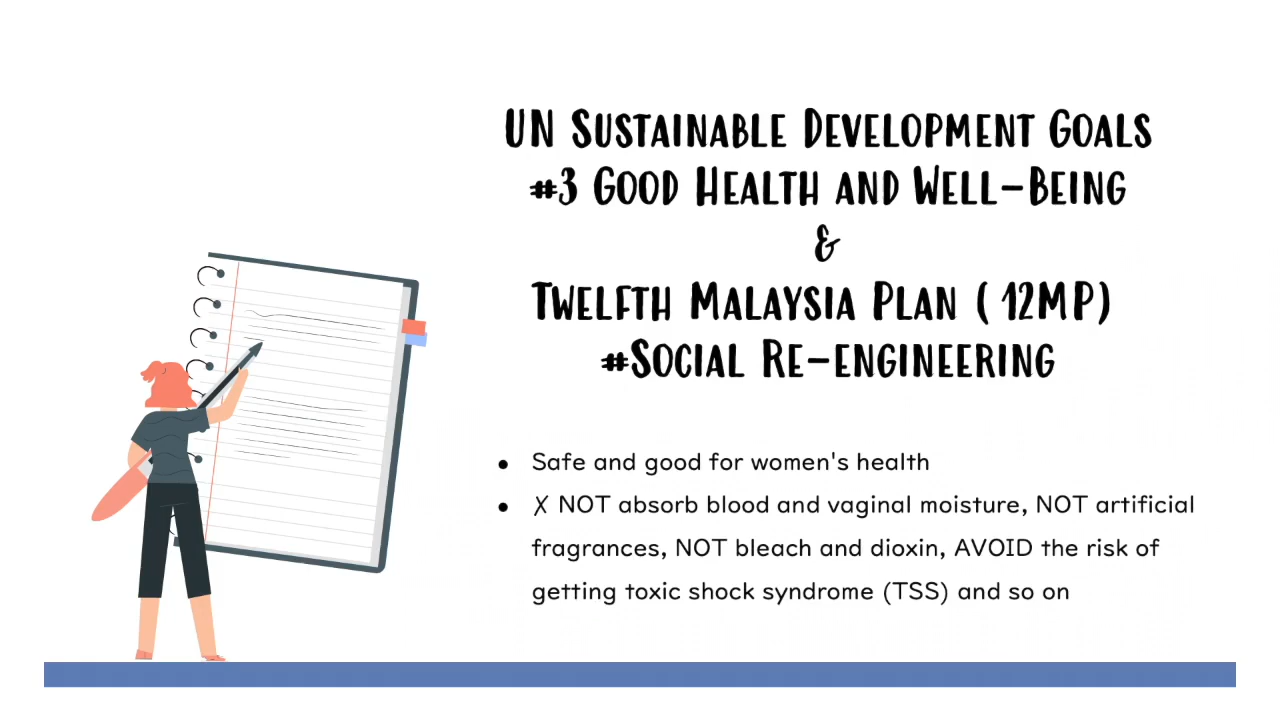 UN Sustainable Development Goals
#3 Good Health and Well-Being
&
Twelfth Malaysia Plan (12MP)
#Social Re-engineering
• Safe and good for women's health
• X NOT absorb blood and vaginal moisture, NOT artificial
fragrances, NOT bleach and dioxin, AVOID the risk of
getting toxic shock syndrome (TSS) and so on